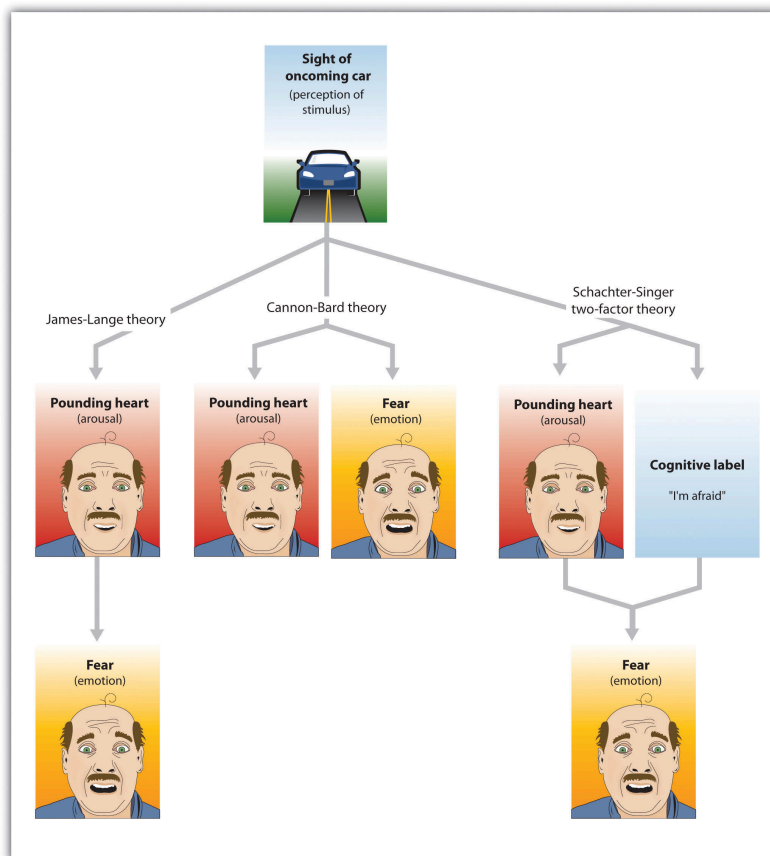 Sight of
oncoming car
(perception of
stimulus)
James-Lange theory
Cannon-Bard theory
Schachter-Singer
two-factor theory
Pounding heart
(arousal)
Pounding heart
(arousal)
Fear
(emotion)
Pounding heart
(arousal)
Cognitive label
"I'm afraid"
Fear
(emotion)
Fear
(emotion)